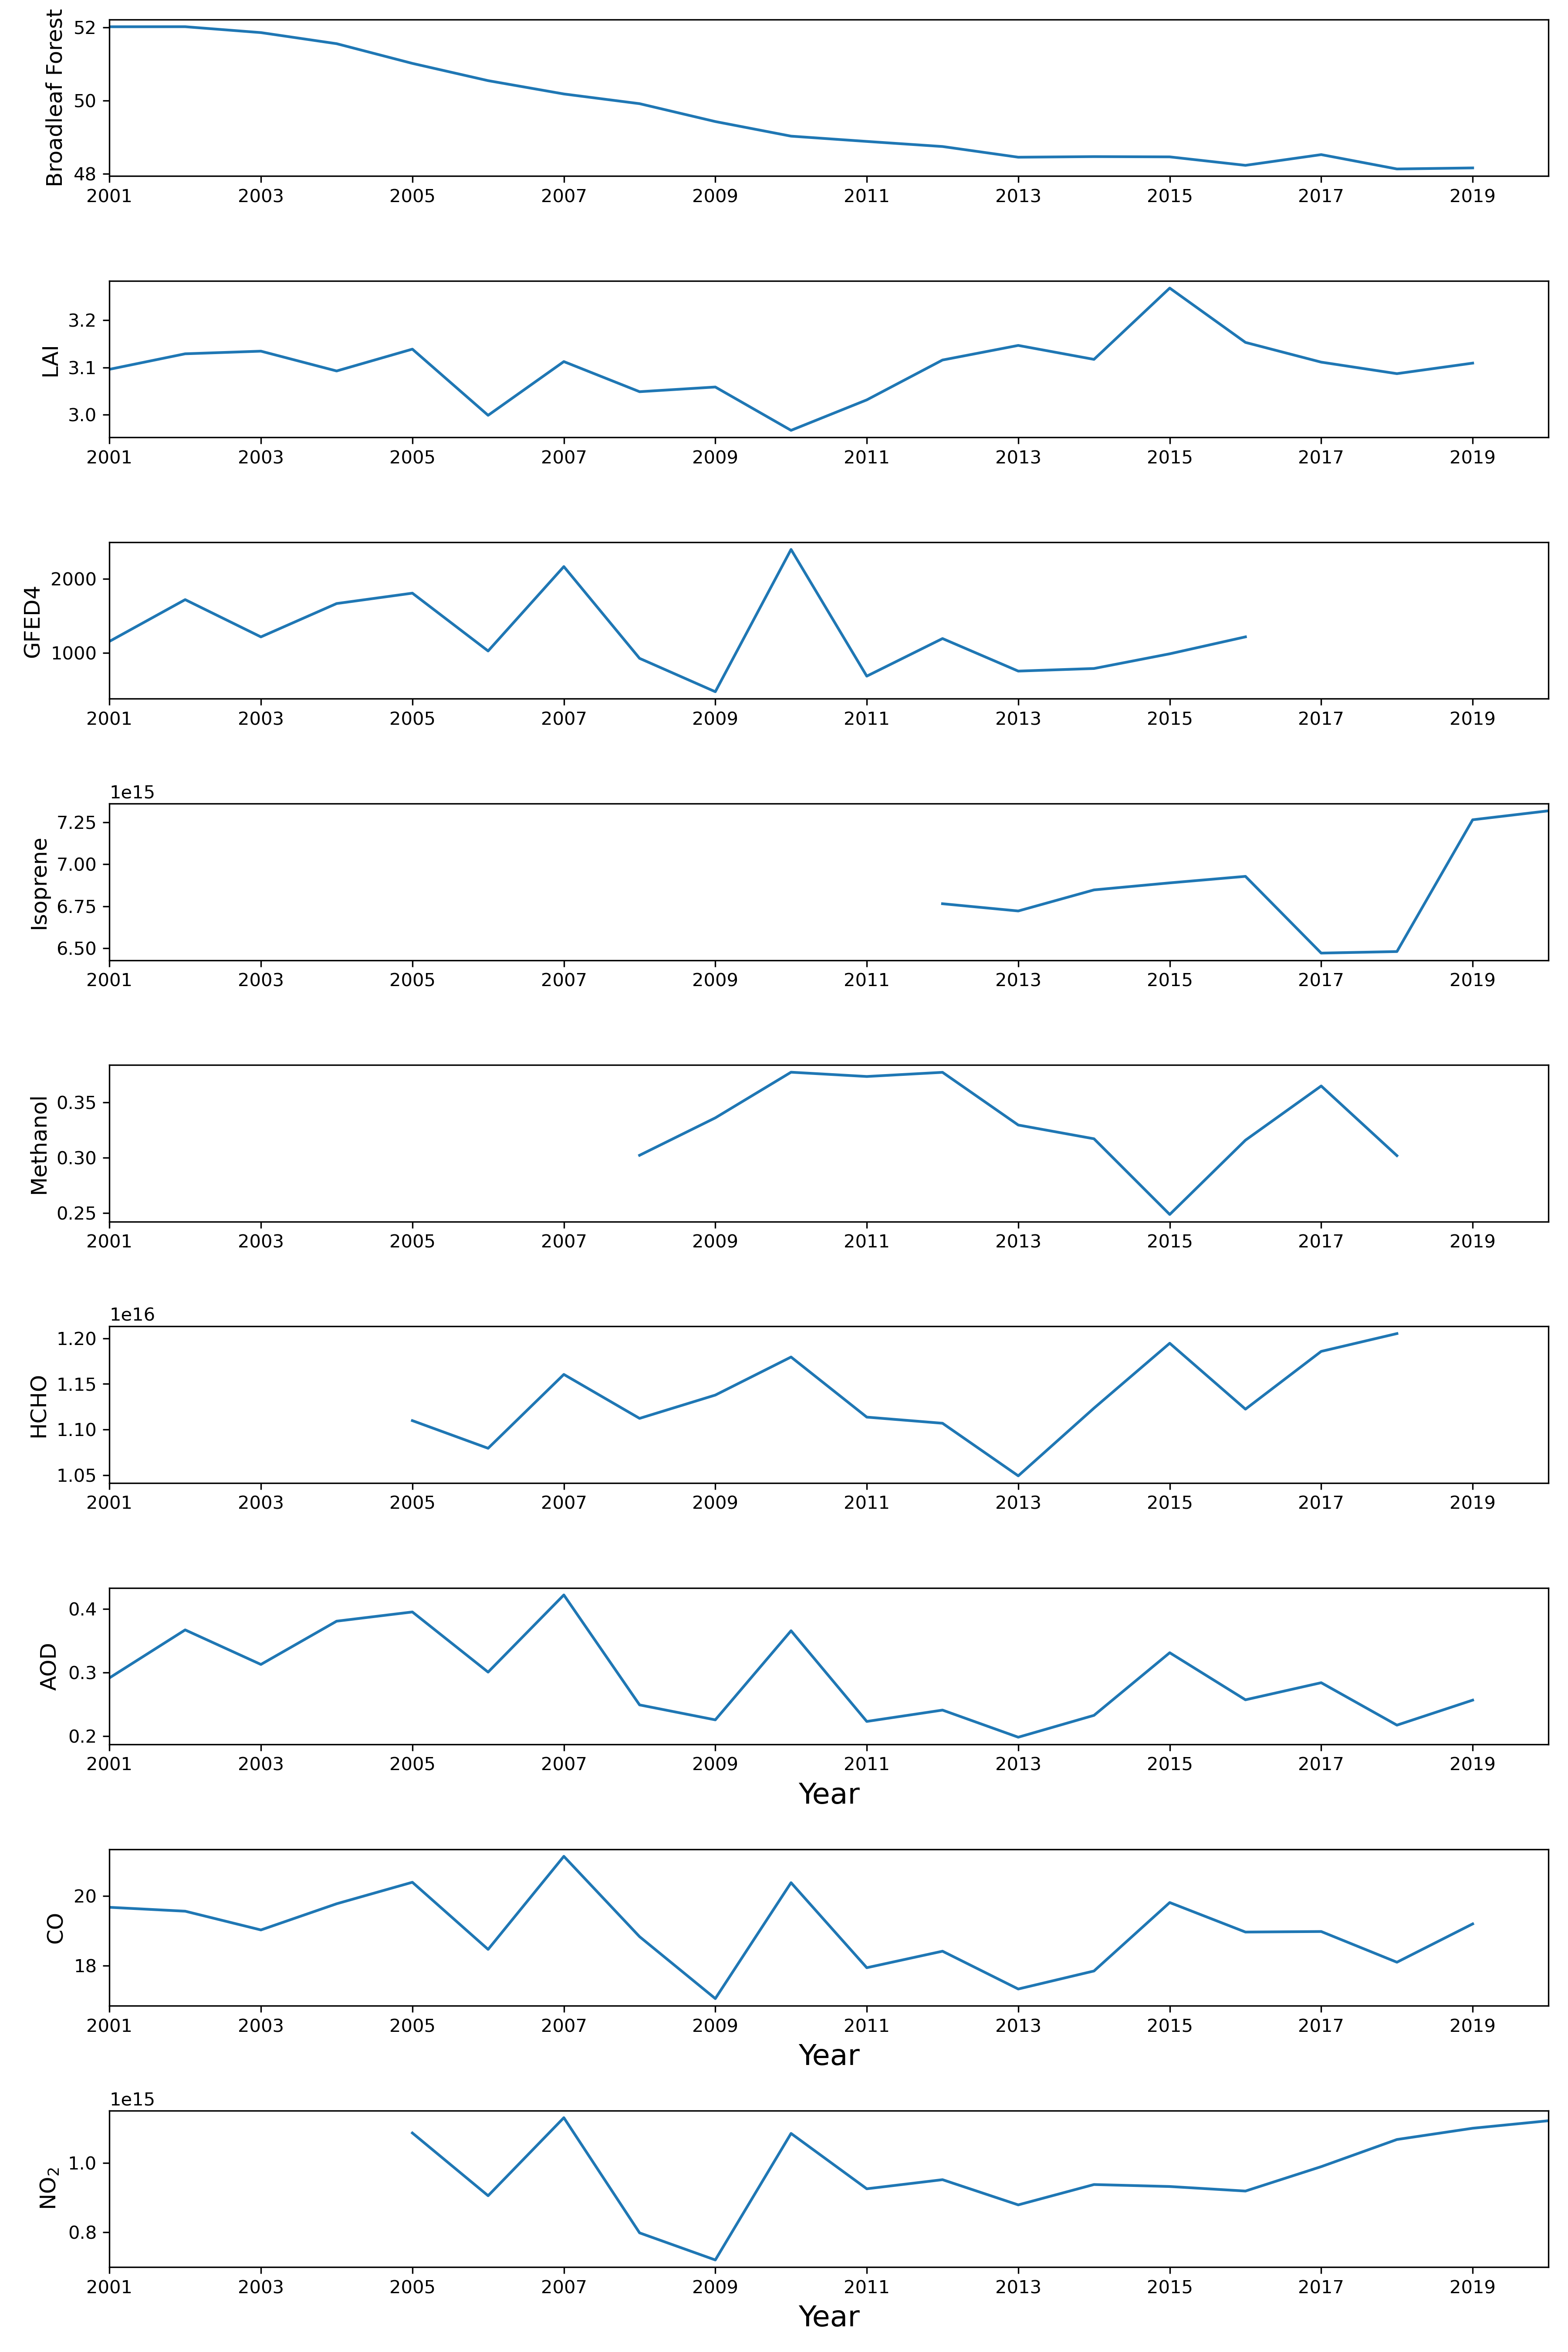 Broadleaf Forest
52
50
48
2001 2003 2005 2007 2009 2011 2013 2015 2017 2019
LAI
3.2
3.1
3.0
2001 2003 2005 2007 2009 2011 2013 2015 2017 2019
GFED4
2000
1000
2001 2003 2005 2007 2009 2011 2013 2015 2017 2019
1e15
Isoprene
7.25
7.00
6.75
6.50
2001 2003 2005 2007 2009 2011 2013 2015 2017 2019
Methanol
0.35
0.30
0.25
2001 2003 2005 2007 2009 2011 2013 2015 2017 2019
1e16
HCHO
1.20
1.15
1.10
1.05
2001 2003 2005 2007 2009 2011 2013 2015 2017 2019
AOD
0.4
0.3
0.2
2001 2003 2005 2007 2009 2011 2013 2015 2017 2019
Year
CO
20
18
2001 2003 2005 2007 2009 2011 2013 2015 2017 2019
Year
1e15
NO₂
1.0
0.8
2001 2003 2005 2007 2009 2011 2013 2015 2017 2019
Year